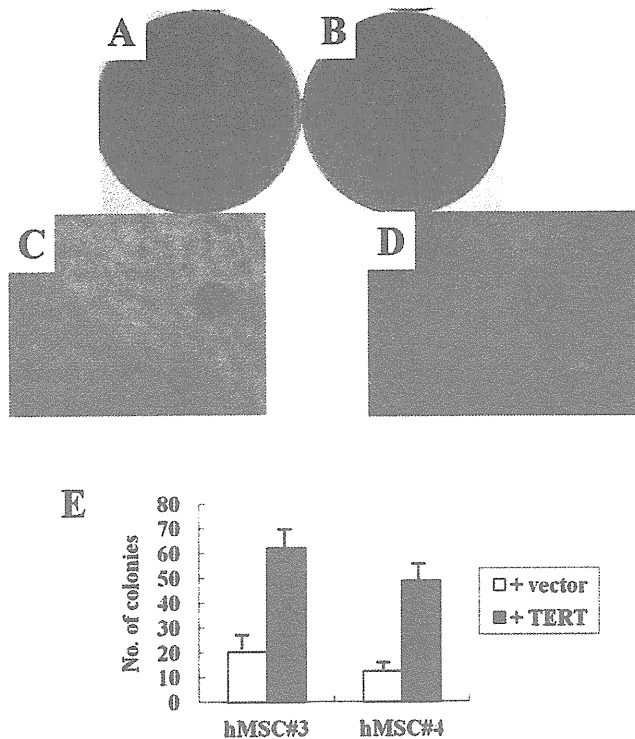 A
B
C
D
E
No. of colonies
80
70
60
50
40
30
20
10
0
hMSC#3
hMSC#4
+ vector
+ TERT